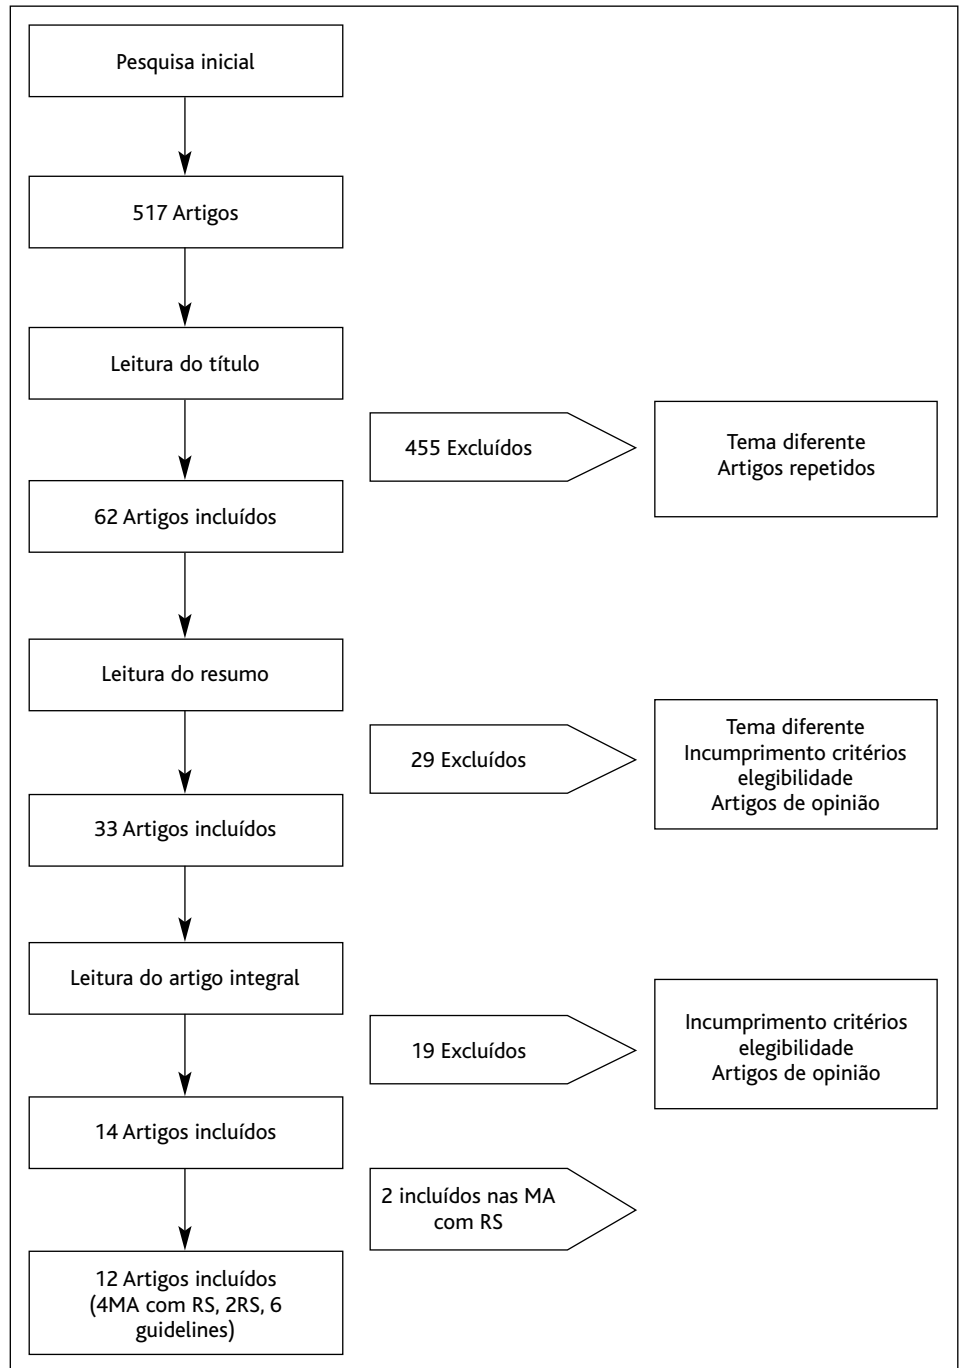 Pesquisa inicial
517 Artigos
Leitura do título
455 Excluídos
Tema diferente
Artigos repetidos
62 Artigos incluídos
Leitura do resumo
29 Excluídos
Tema diferente
Incumprimento critérios
elegibilidade
Artigos de opinião
33 Artigos incluídos
Leitura do artigo integral
19 Excluídos
Incumprimento critérios
elegibilidade
Artigos de opinião
14 Artigos incluídos
2 incluídos nas MA
com RS
12 Artigos incluídos
(4MA com RS, 2RS, 6
guidelines)